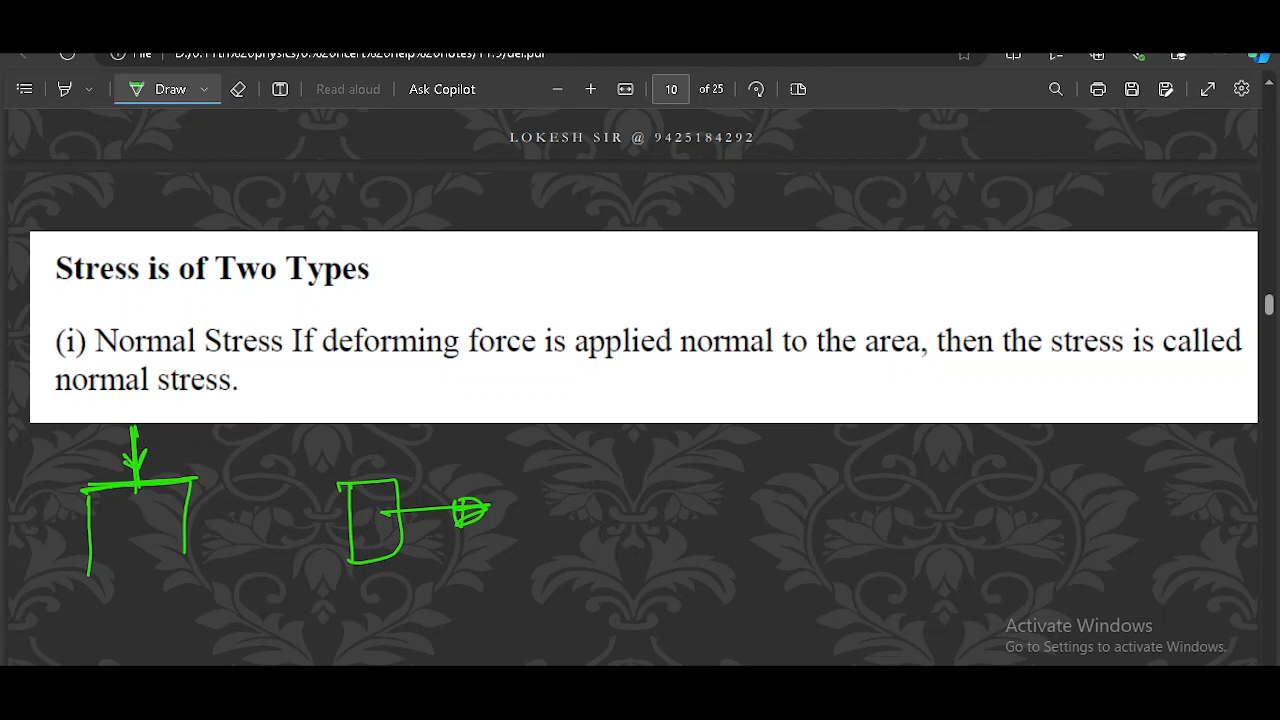 Draw
Read aloud
Ask Copilot
10 of 25
LOKESH SIR @ 9425184292
Stress is of Two Types
(i) Normal Stress If deforming force is applied normal to the area, then the stress is called
normal stress.
Activate Windows
Go to Settings to activate Windows.